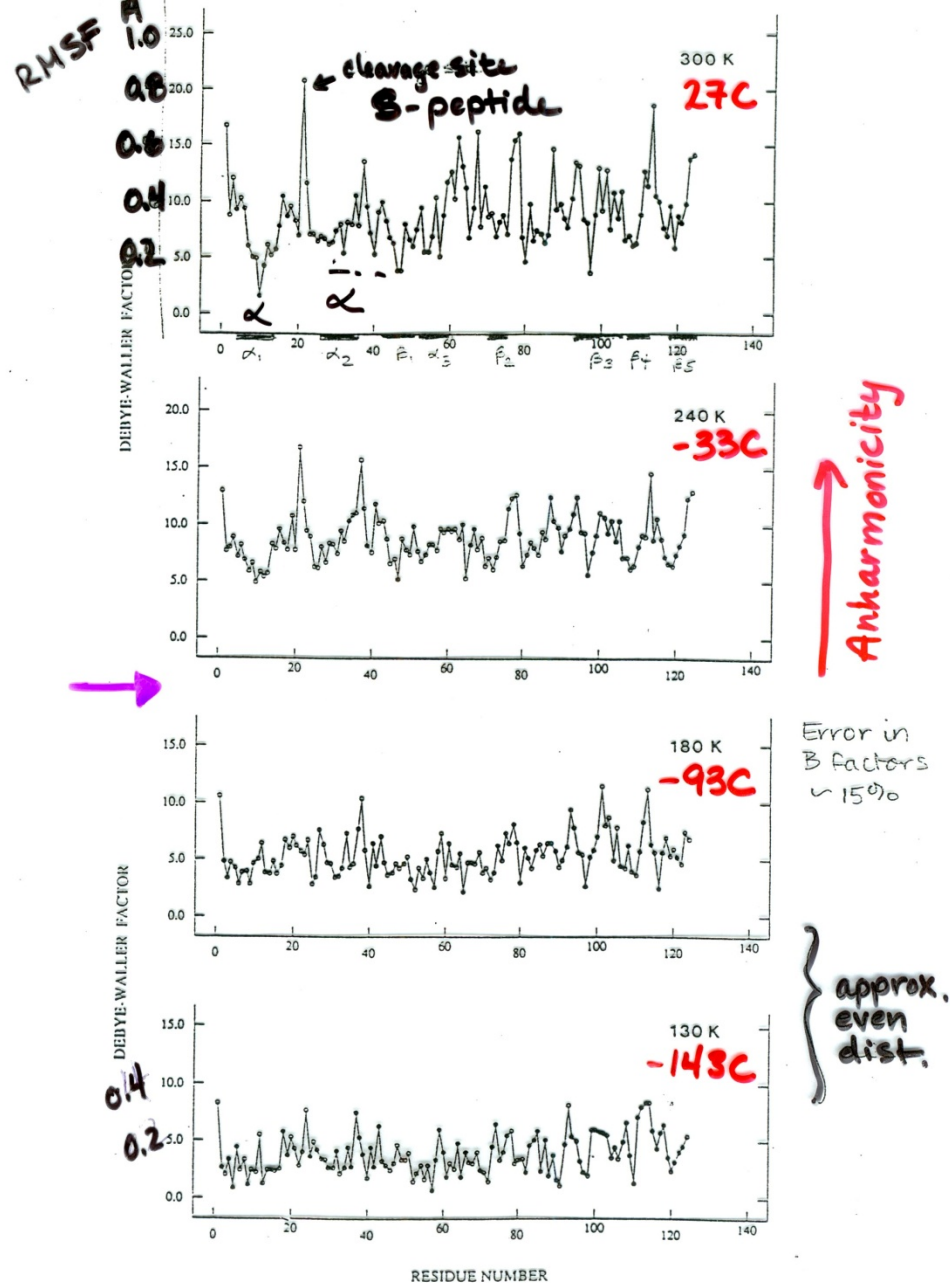 RMSF Å
1.0
0.8
0.6
0.4
0.2
DEBYE-WALLER FACTOR
25.0
20.0
15.0
10.0
5.0
0.0
cleavage site
S-peptide
300 K
27C
α
α
0 20 40 60 80 100 120 140
α1 α2 β1 α3 β2 β3 β4 β5
20.0
15.0
10.0
5.0
0.0
240 K
-33C
0 20 40 60 80 100 120 140
Anharmonicity
15.0
10.0
5.0
0.0
180 K
-93C
0 20 40 60 80 100 120 140
Error in
B factors
~ 15%
DEBYE-WALLER FACTOR
15.0
10.0
5.0
0.0
0.4
0.2
130 K
-143C
0 20 40 60 80 100 120 140
approx.
even
dist.
RESIDUE NUMBER